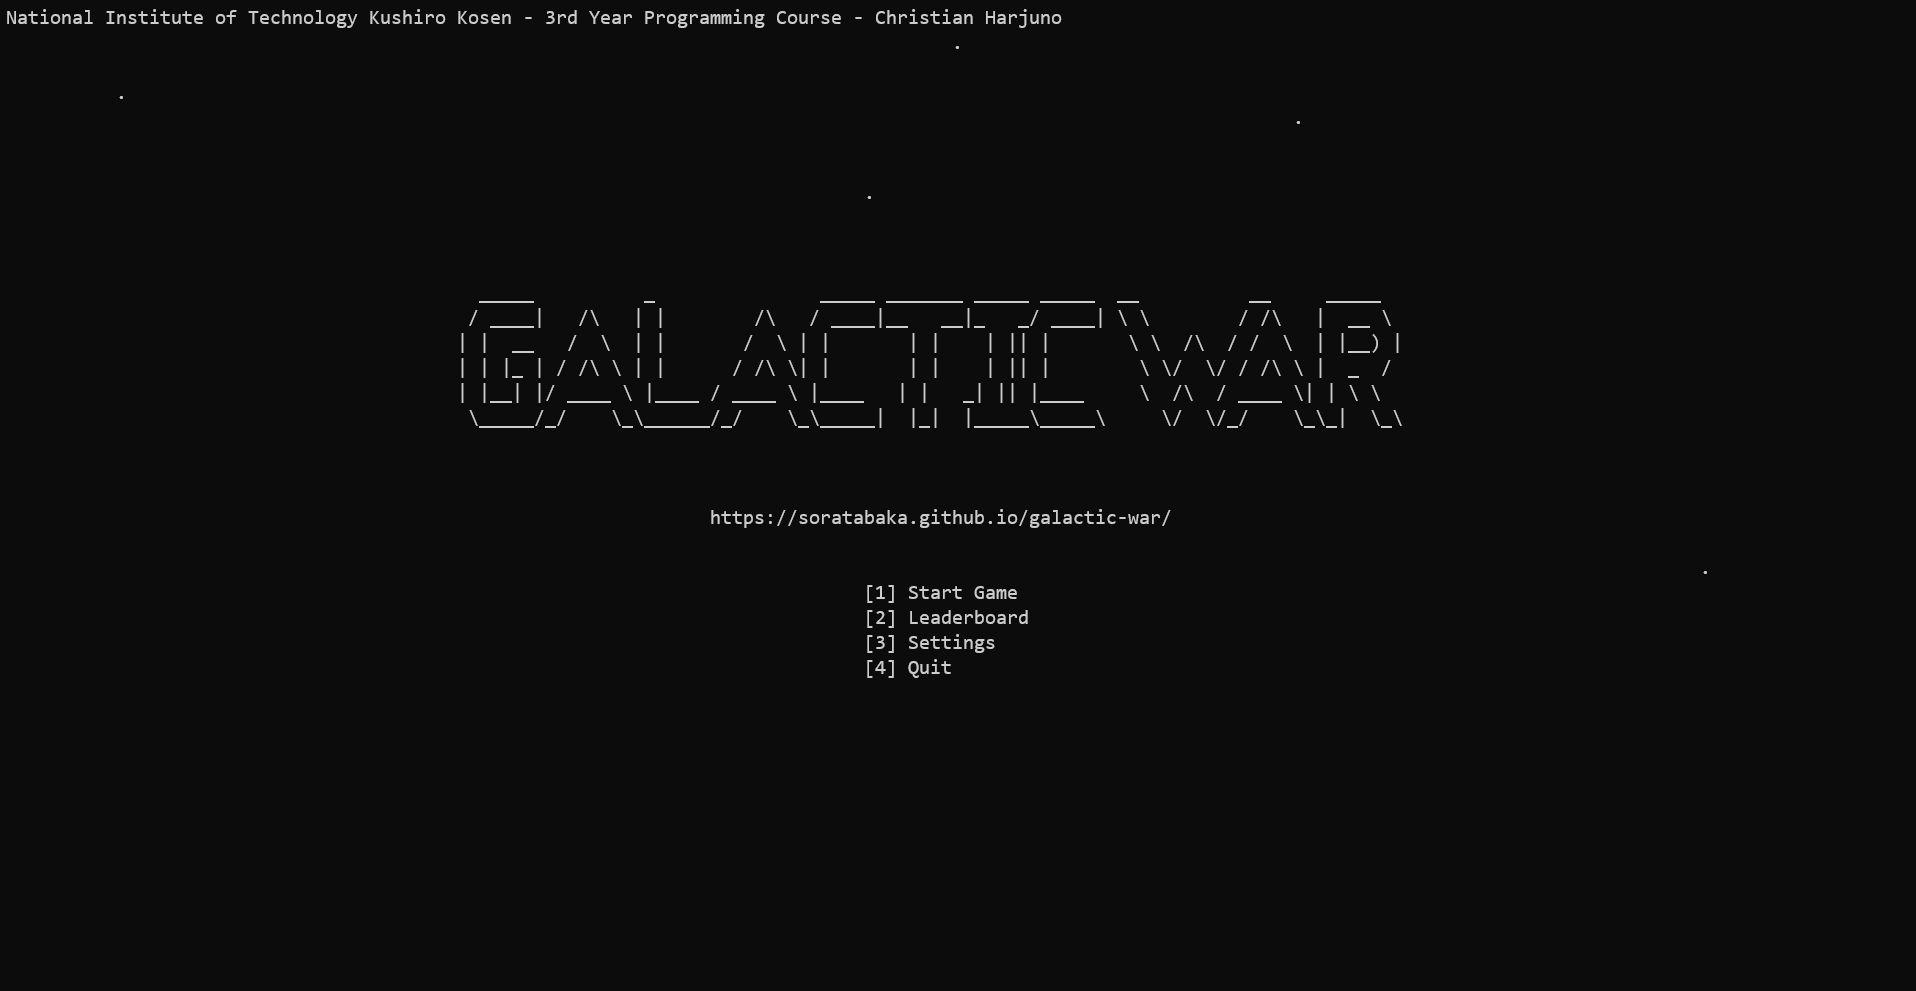 National Institute of Technology Kushiro Kosen - 3rd Year Programming Course - Christian Harjuno
GALACTIC WAR
https://soratabaka.github.io/galactic-war/
[1] Start Game
[2] Leaderboard
[3] Settings
[4] Quit